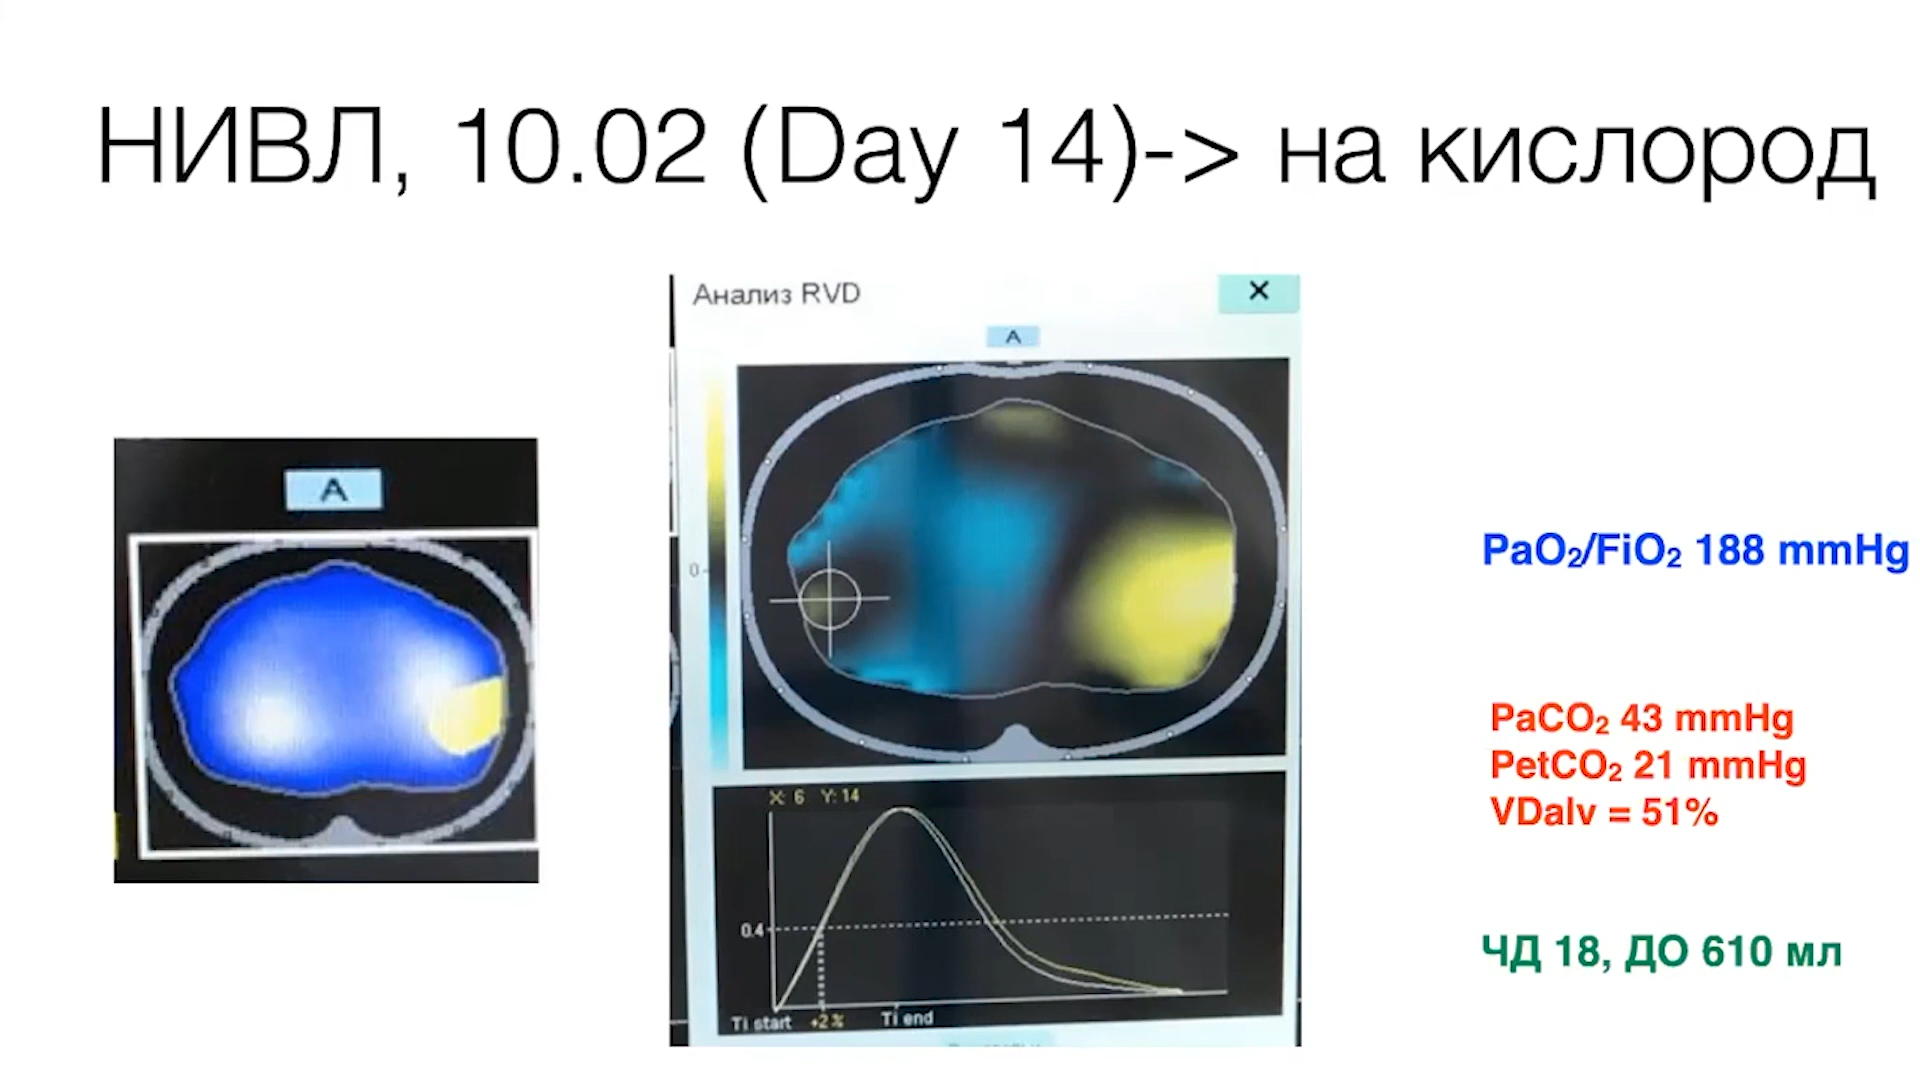 НИВЛ, 10.02 (Day 14)-> на кислород
Анализ RVD
X
A
A
0
X: 6 Y: 14
0.4
Ti start +2% Ti end
PaO₂/FiO₂ 188 mmHg
PaCO₂ 43 mmHg
PetCO₂ 21 mmHg
VDalv = 51%
ЧД 18, ДО 610 мл